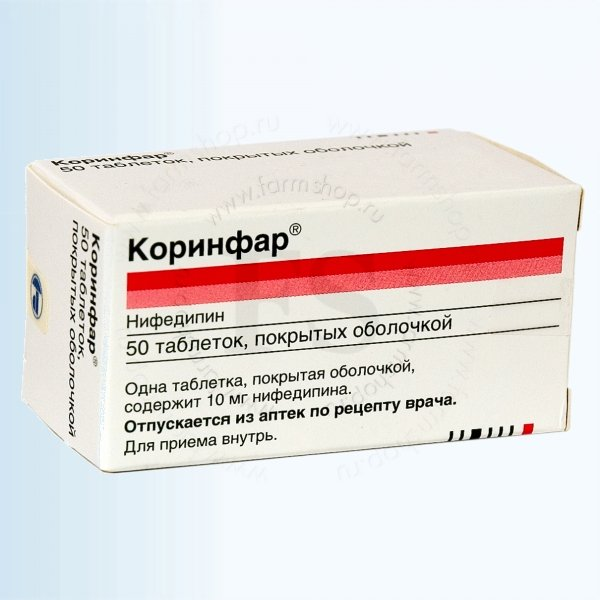 Коринфар®
50 таблеток, покрытых оболочкой
Коринфар®
50 таблеток,
покрытых оболочкой
Коринфар®
Нифедипин
50 таблеток, покрытых оболочкой
Одна таблетка, покрытая оболочкой,
содержит 10 мг нифедипина.
Отпускается из аптек по рецепту врача.
Для приема внутрь.
www.farmshop.ru
FS